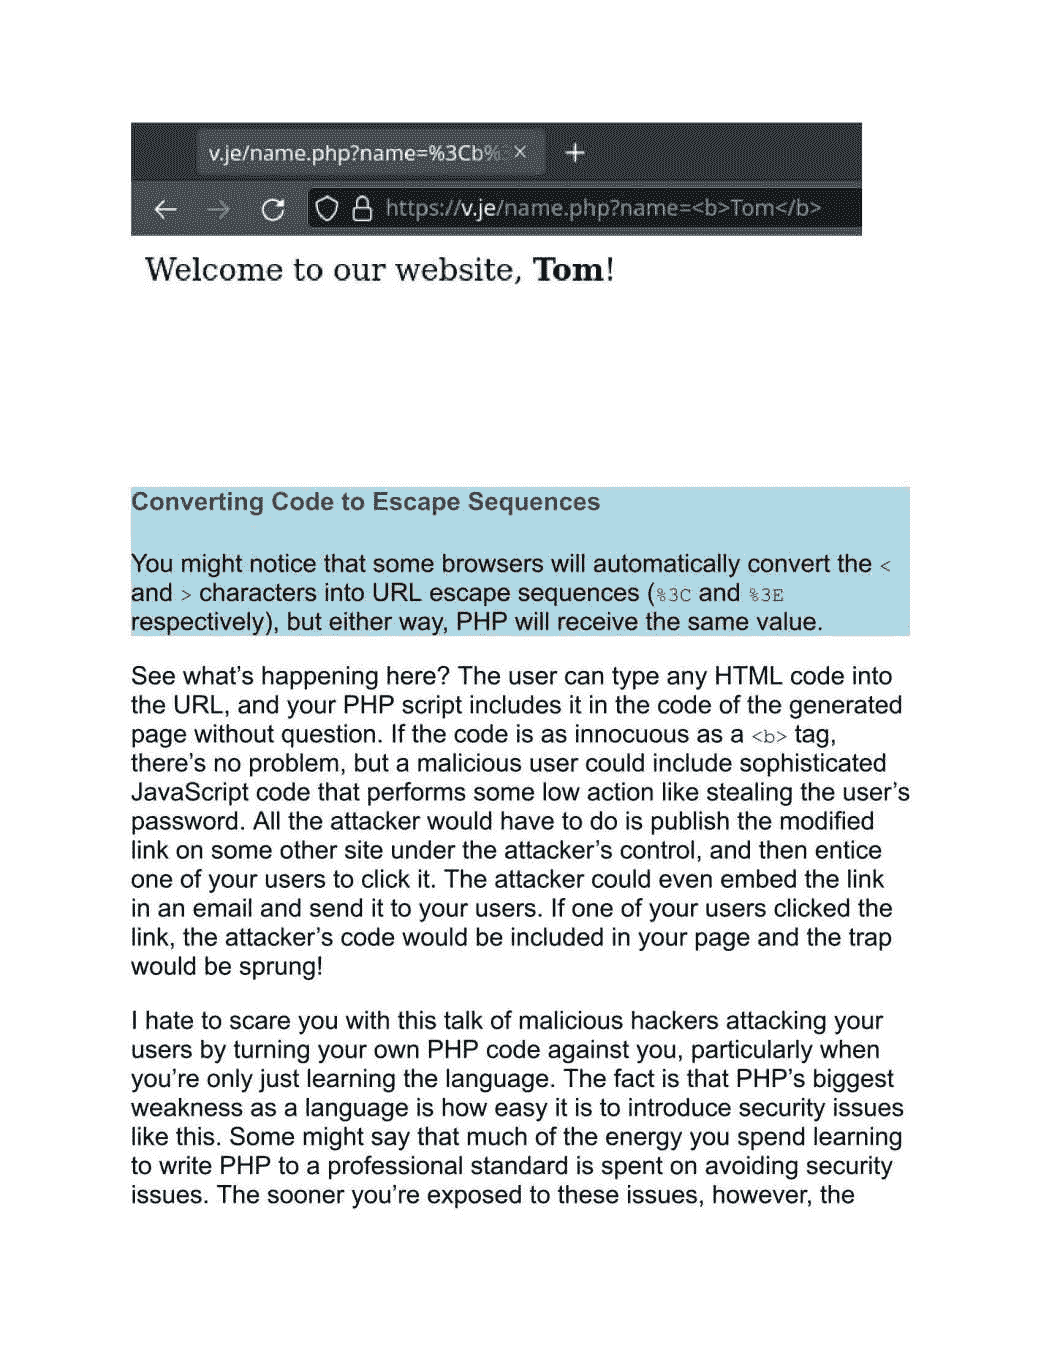 v.je/name.php?name=%3Cb%
https://v.je/name.php?name=<b>Tom</b>
Welcome to our website, Tom!
Converting Code to Escape Sequences
You might notice that some browsers will automatically convert the <
and > characters into URL escape sequences (%3C and %3E
respectively), but either way, PHP will receive the same value.
See what’s happening here? The user can type any HTML code into
the URL, and your PHP script includes it in the code of the generated
page without question. If the code is as innocuous as a <b> tag,
there’s no problem, but a malicious user could include sophisticated
JavaScript code that performs some low action like stealing the user’s
password. All the attacker would have to do is publish the modified
link on some other site under the attacker’s control, and then entice
one of your users to click it. The attacker could even embed the link
in an email and send it to your users. If one of your users clicked the
link, the attacker’s code would be included in your page and the trap
would be sprung!
I hate to scare you with this talk of malicious hackers attacking your
users by turning your own PHP code against you, particularly when
you’re only just learning the language. The fact is that PHP’s biggest
weakness as a language is how easy it is to introduce security issues
like this. Some might say that much of the energy you spend learning
to write PHP to a professional standard is spent on avoiding security
issues. The sooner you’re exposed to these issues, however, the